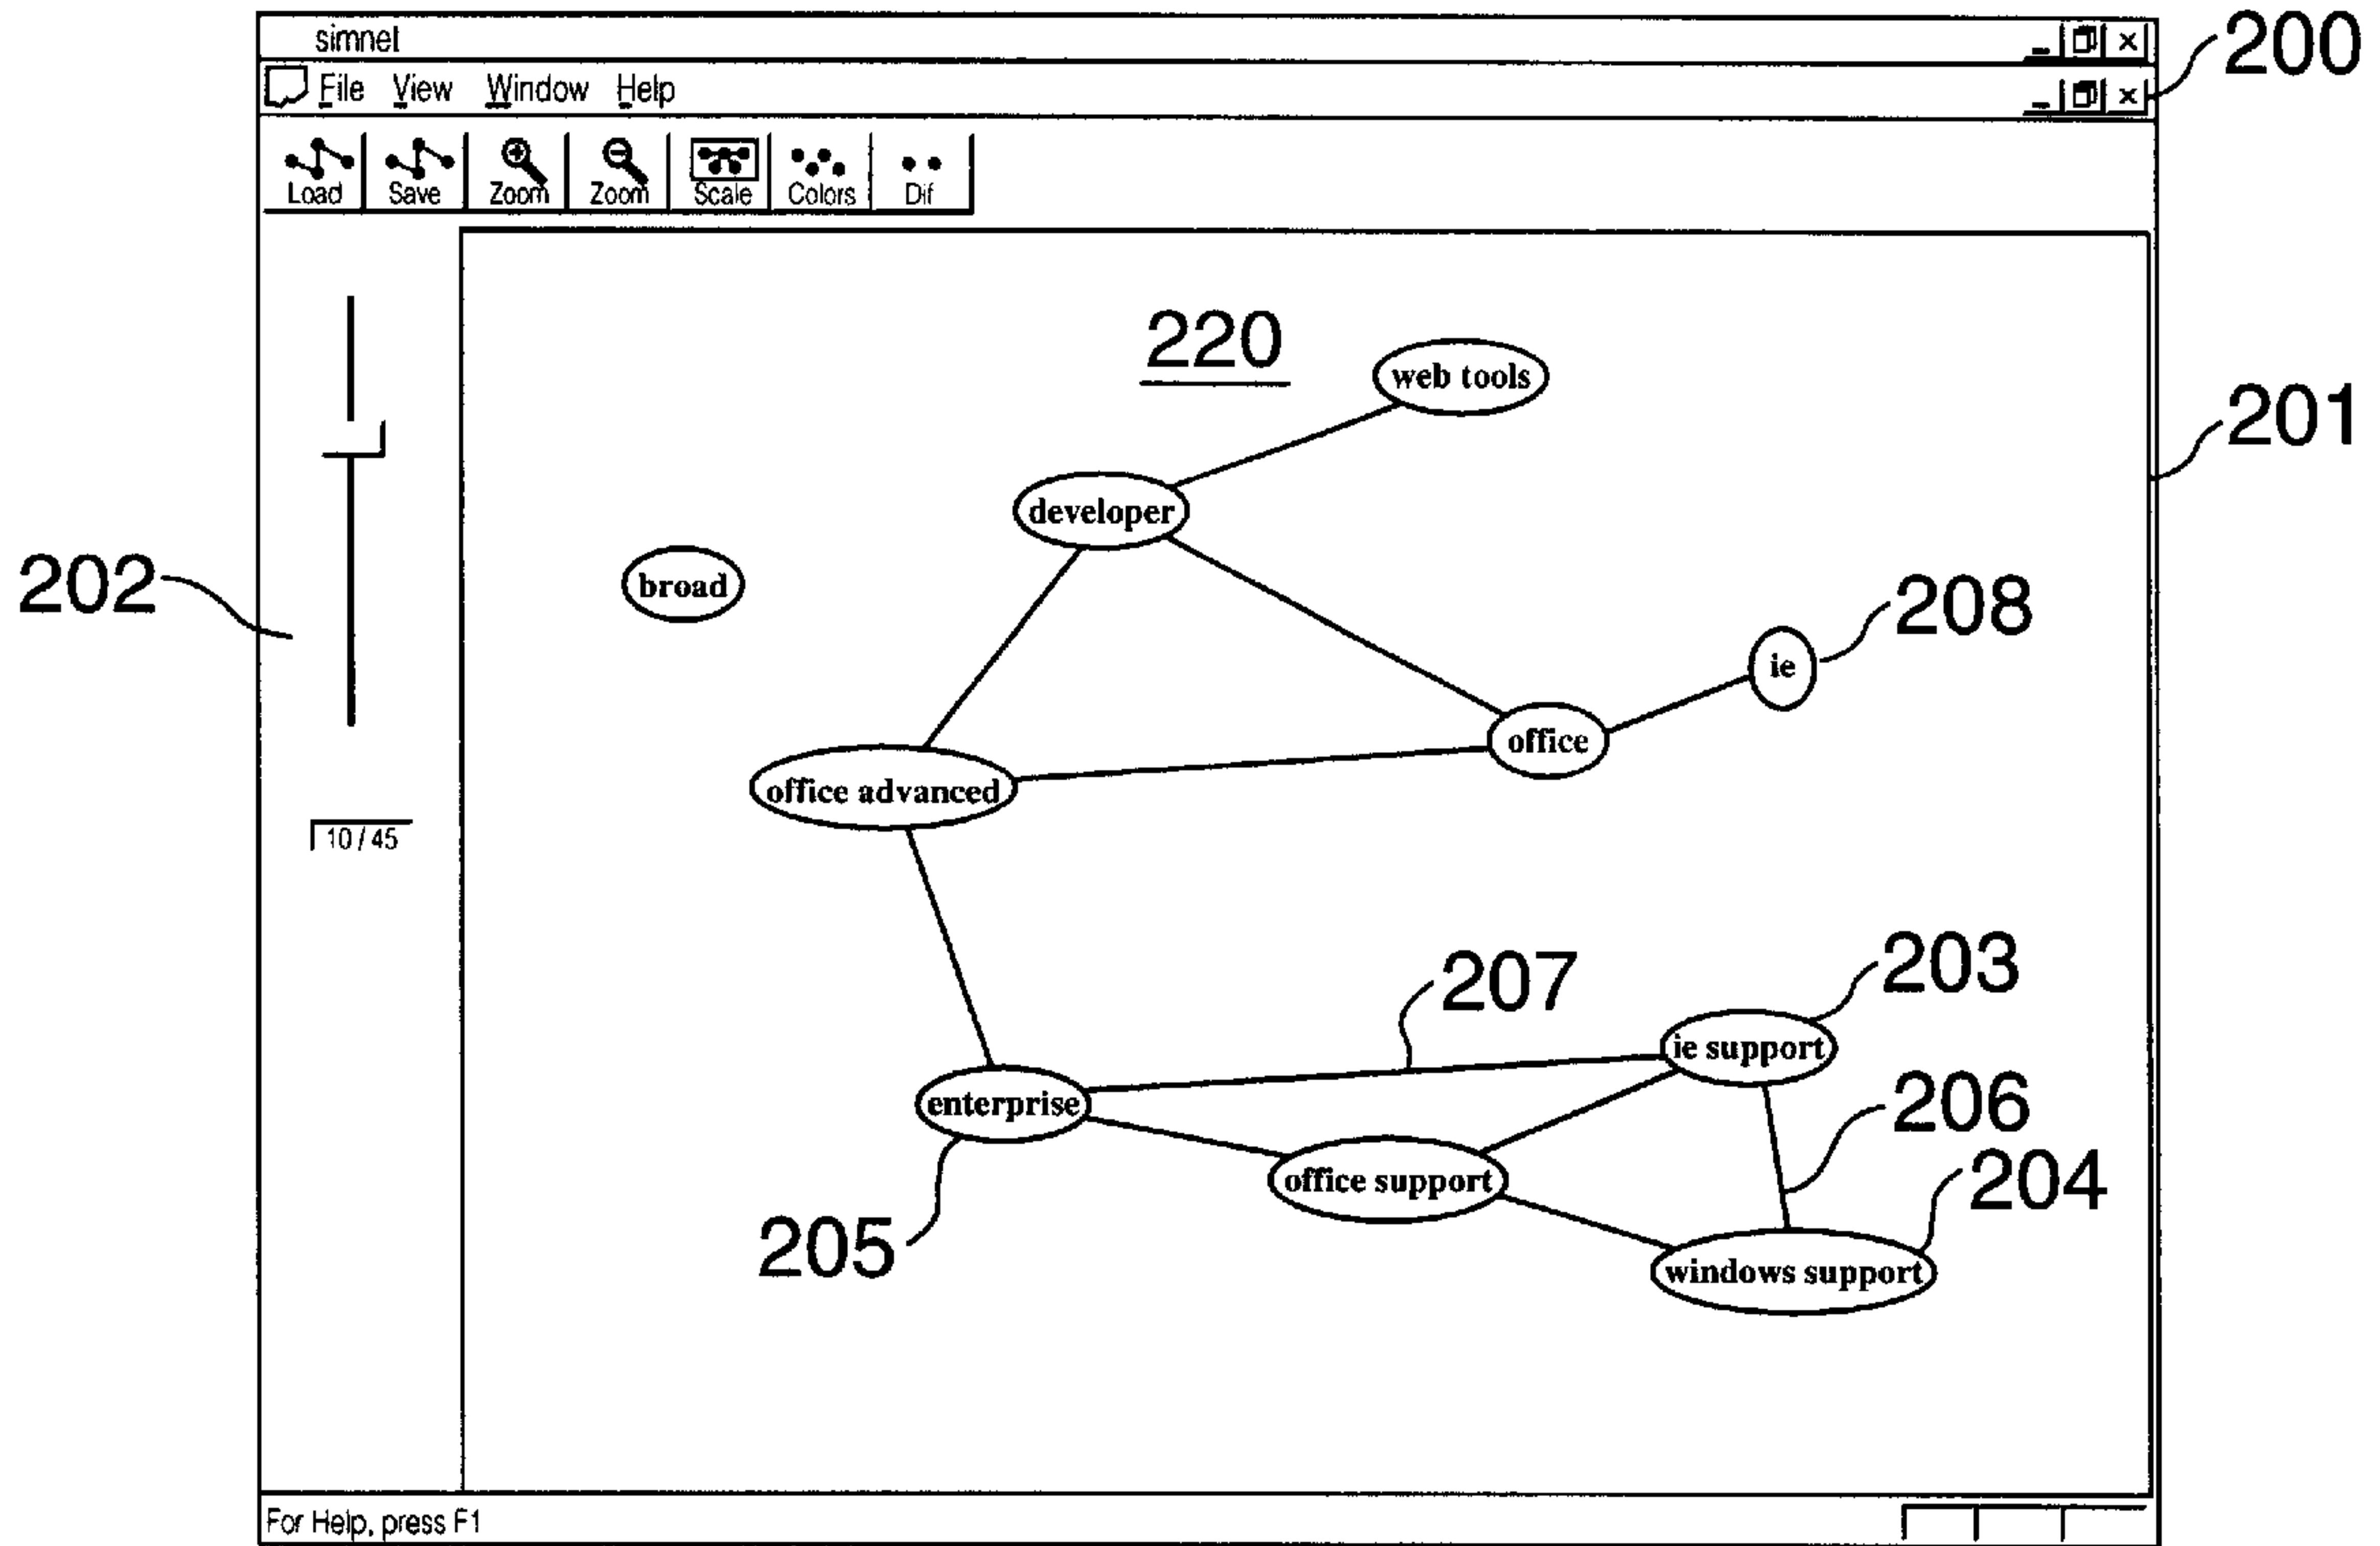 simnet
200
File View Window Help
Load Save Zoom Zoom Scale Colors Dif
220
web tools
201
developer
202
broad
208
ie
office
office advanced
10/45
207
203
ie support
206
enterprise
204
office support
205
windows support
For Help, press F1